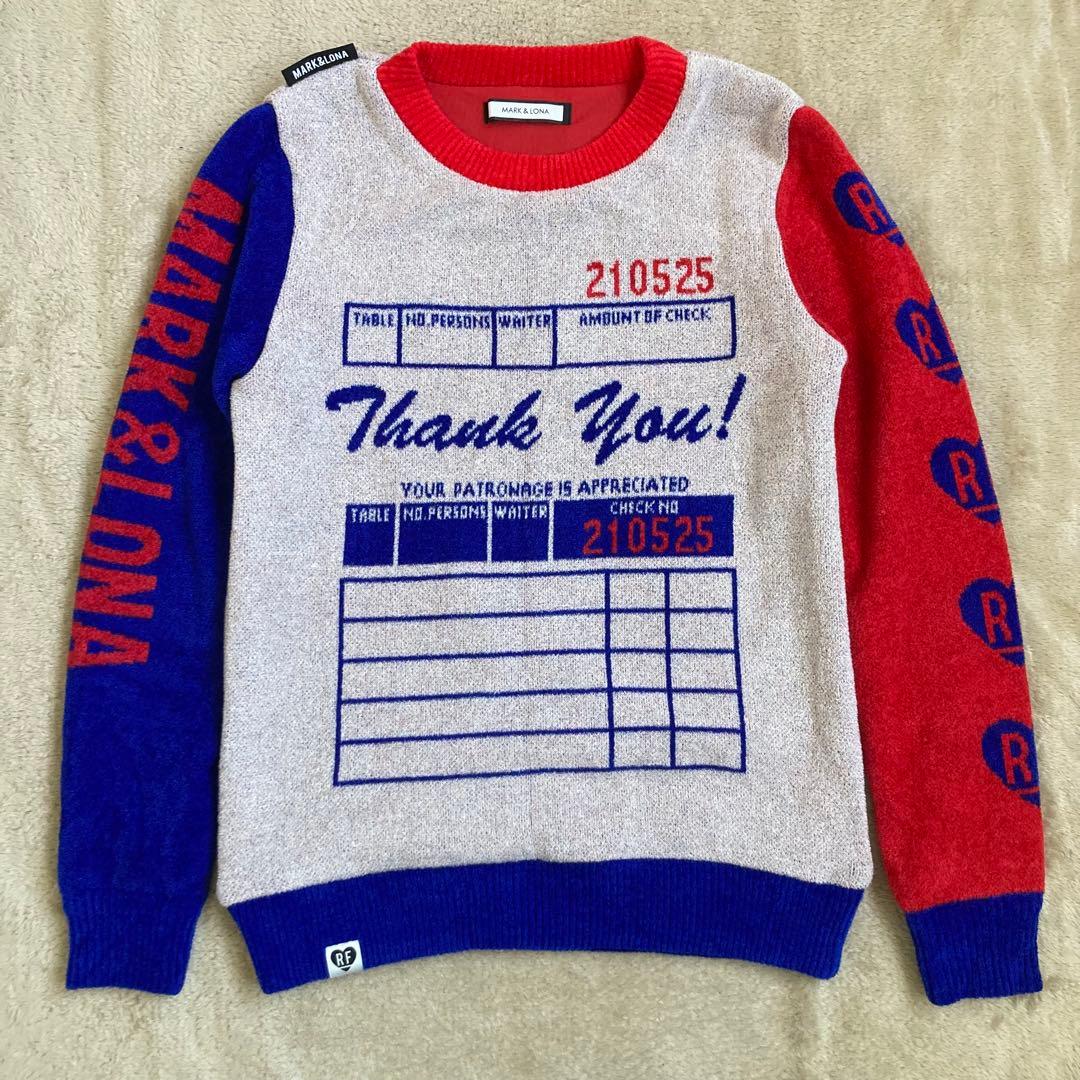 MARK&LONA
MARK & LONA
MARK&LONA
210525
TABLE NO.PERSONS WAITER AMOUNT OF CHECK
Thank You!
YOUR PATRONAGE IS APPRECIATED
TABLE NO.PERSONS WAITER CHECK NO
210525
R
R
R
R
R
RF